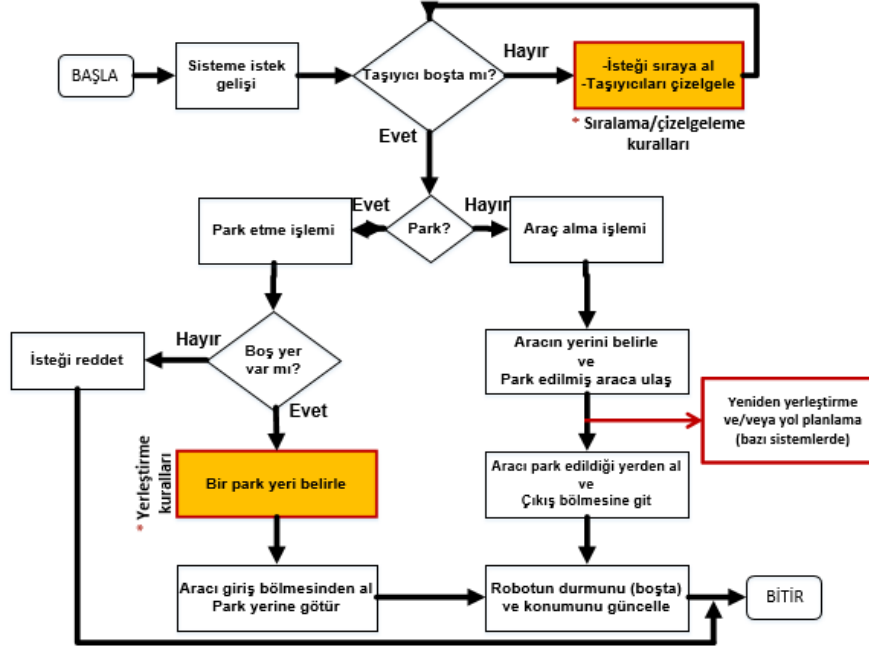 BAŞLA
Sisteme istek
gelişi
Taşıyıcı boşta mı?
Hayır
-İsteği sıraya al
-Taşıyıcıları çizelgele
* Sıralama/çizelgeleme
kuralları
Evet
Park?
Evet
Hayır
Park etme işlemi
Araç alma işlemi
Boş yer
var mı?
Hayır
İsteği reddet
Evet
Aracın yerini belirle
ve
Park edilmiş araca ulaş
Yeniden yerleştirme
ve/veya yol planlama
(bazı sistemlerde)
* Yerleştirme
kuralları
Bir park yeri belirle
Aracı park edildiği yerden al
ve
Çıkış bölmesine git
Aracı giriş bölmesinden al
Park yerine götür
Robotun durmunu (boşta)
ve konumunu güncelle
BİTİR